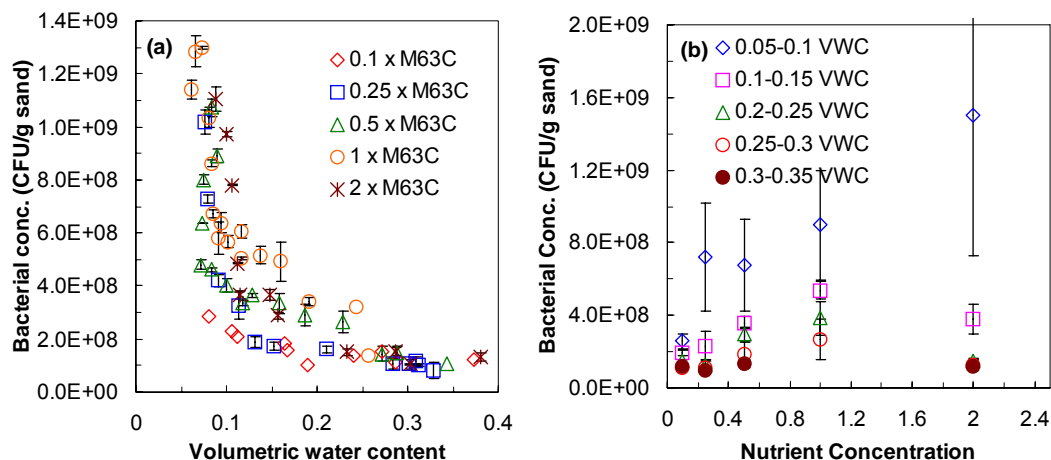 (a)
Bacterial conc. (CFU/g sand)
1.4E+09
1.2E+09
1.0E+09
8.0E+08
6.0E+08
4.0E+08
2.0E+08
0.0E+00
0
0.1
0.2
0.3
0.4
Volumetric water content
0.1 x M63C
0.25 x M63C
0.5 x M63C
1 x M63C
2 x M63C
(b)
Bacterial Conc. (CFU/g sand)
2.0E+09
1.6E+09
1.2E+09
8.0E+08
4.0E+08
0.0E+00
0
0.4
0.8
1.2
1.6
2
2.4
Nutrient Concentration
0.05-0.1 VWC
0.1-0.15 VWC
0.2-0.25 VWC
0.25-0.3 VWC
0.3-0.35 VWC